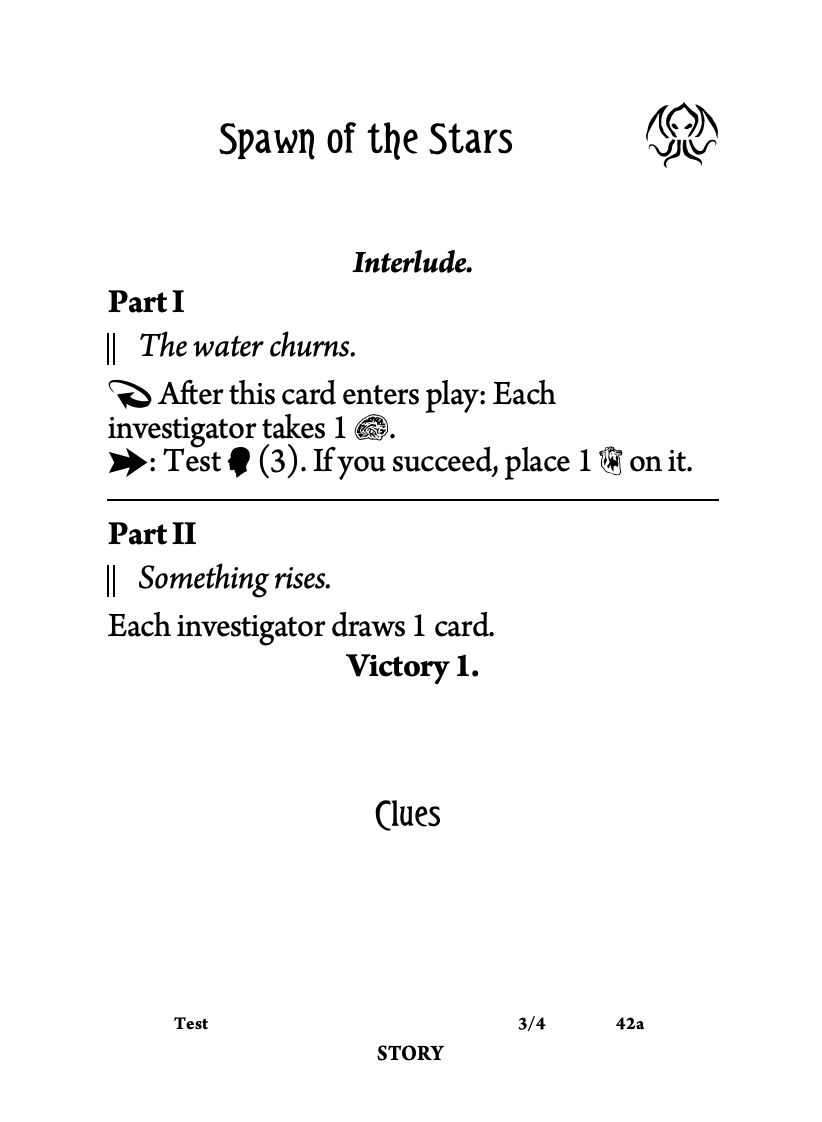 Spawn of the Stars
Interlude.
Part I
The water churns.
After this card enters play: Each
investigator takes 1 .
: Test (3). If you succeed, place 1 on it.
Part II
Something rises.
Each investigator draws 1 card.
Victory 1.
Clues
Test 3/4 42a
STORY